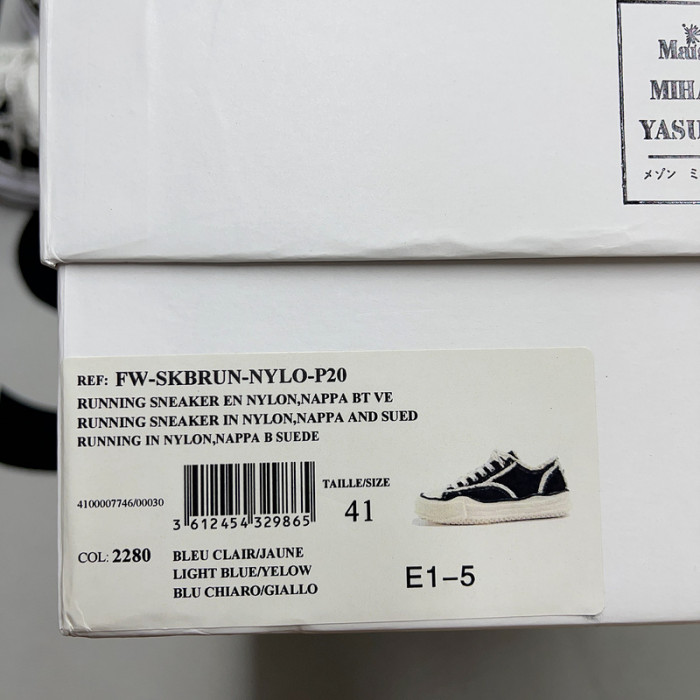 MIHA
YASU
メゾン ミ
REF: FW-SKBRUN-NYLO-P20
RUNNING SNEAKER EN NYLON,NAPPA BT VE
RUNNING SNEAKER IN NYLON,NAPPA AND SUED
RUNNING IN NYLON,NAPPA B SUEDE
4100007746/00030
3 612454 329865
TAILLE/SIZE
41
COL: 2280
BLEU CLAIR/JAUNE
LIGHT BLUE/YELOW
BLU CHIARO/GIALLO
E1-5